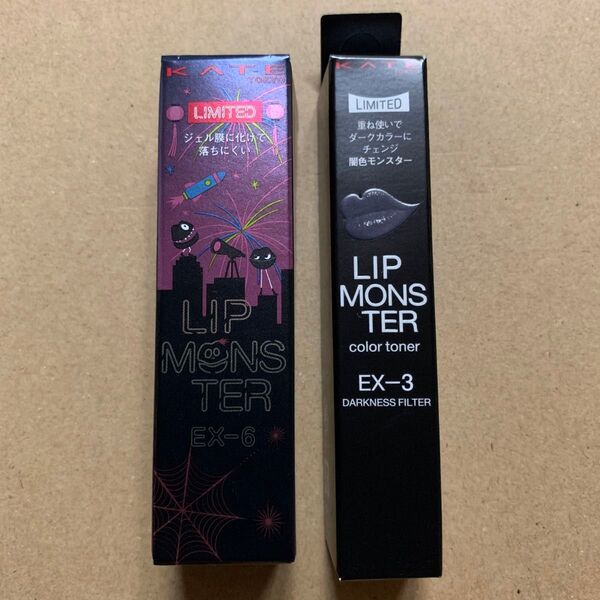 KATE
TOKYO
LIMITED
ジェル膜に化けて
落ちにくい
LIP
MONS
TER
EX-6
KATE
LIMITED
重ね使いで
ダークカラーに
チェンジ
闇色モンスター
LIP
MONS
TER
color toner
EX-3
DARKNESS FILTER